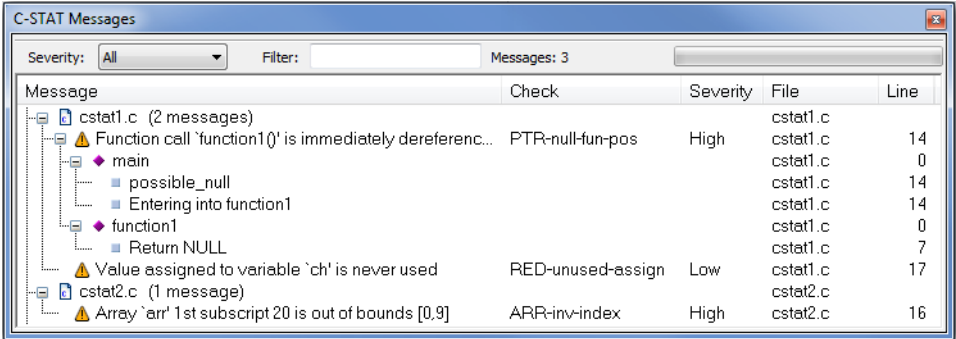 C-STAT Messages
Severity: All Filter: Messages: 3
Message Check Severity File Line
cstat1.c (2 messages) cstat1.c
Function call `function1()' is immediately dereferenc... PTR-null-fun-pos High cstat1.c 14
main cstat1.c 0
possible_null cstat1.c 14
Entering into function1 cstat1.c 14
function1 cstat1.c 0
Return NULL cstat1.c 7
Value assigned to variable `ch' is never used RED-unused-assign Low cstat1.c 17
cstat2.c (1 message) cstat2.c
Array `arr' 1st subscript 20 is out of bounds [0,9] ARR-inv-index High cstat2.c 16